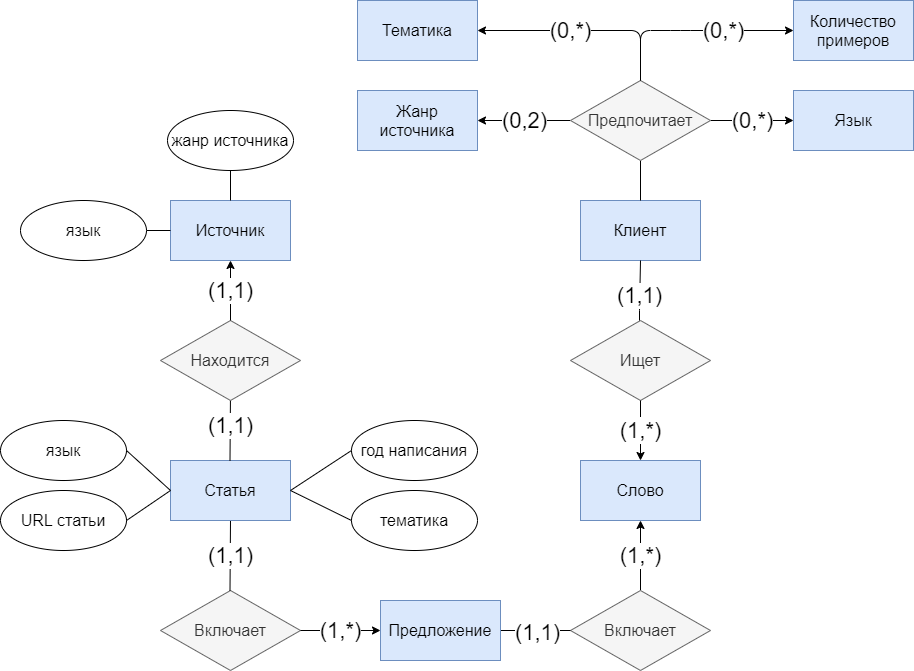 Тематика
(0,*)
(0,*)
Количество
примеров
Жанр
источника
(0,2)
Предпочитает
(0,*)
Язык
жанр источника
язык
Источник
Клиент
(1,1)
(1,1)
Находится
Ищет
(1,1)
(1,*)
язык
год написания
Статья
Слово
URL статьи
тематика
(1,1)
(1,*)
Включает
(1,*)
Предложение
(1,1)
Включает